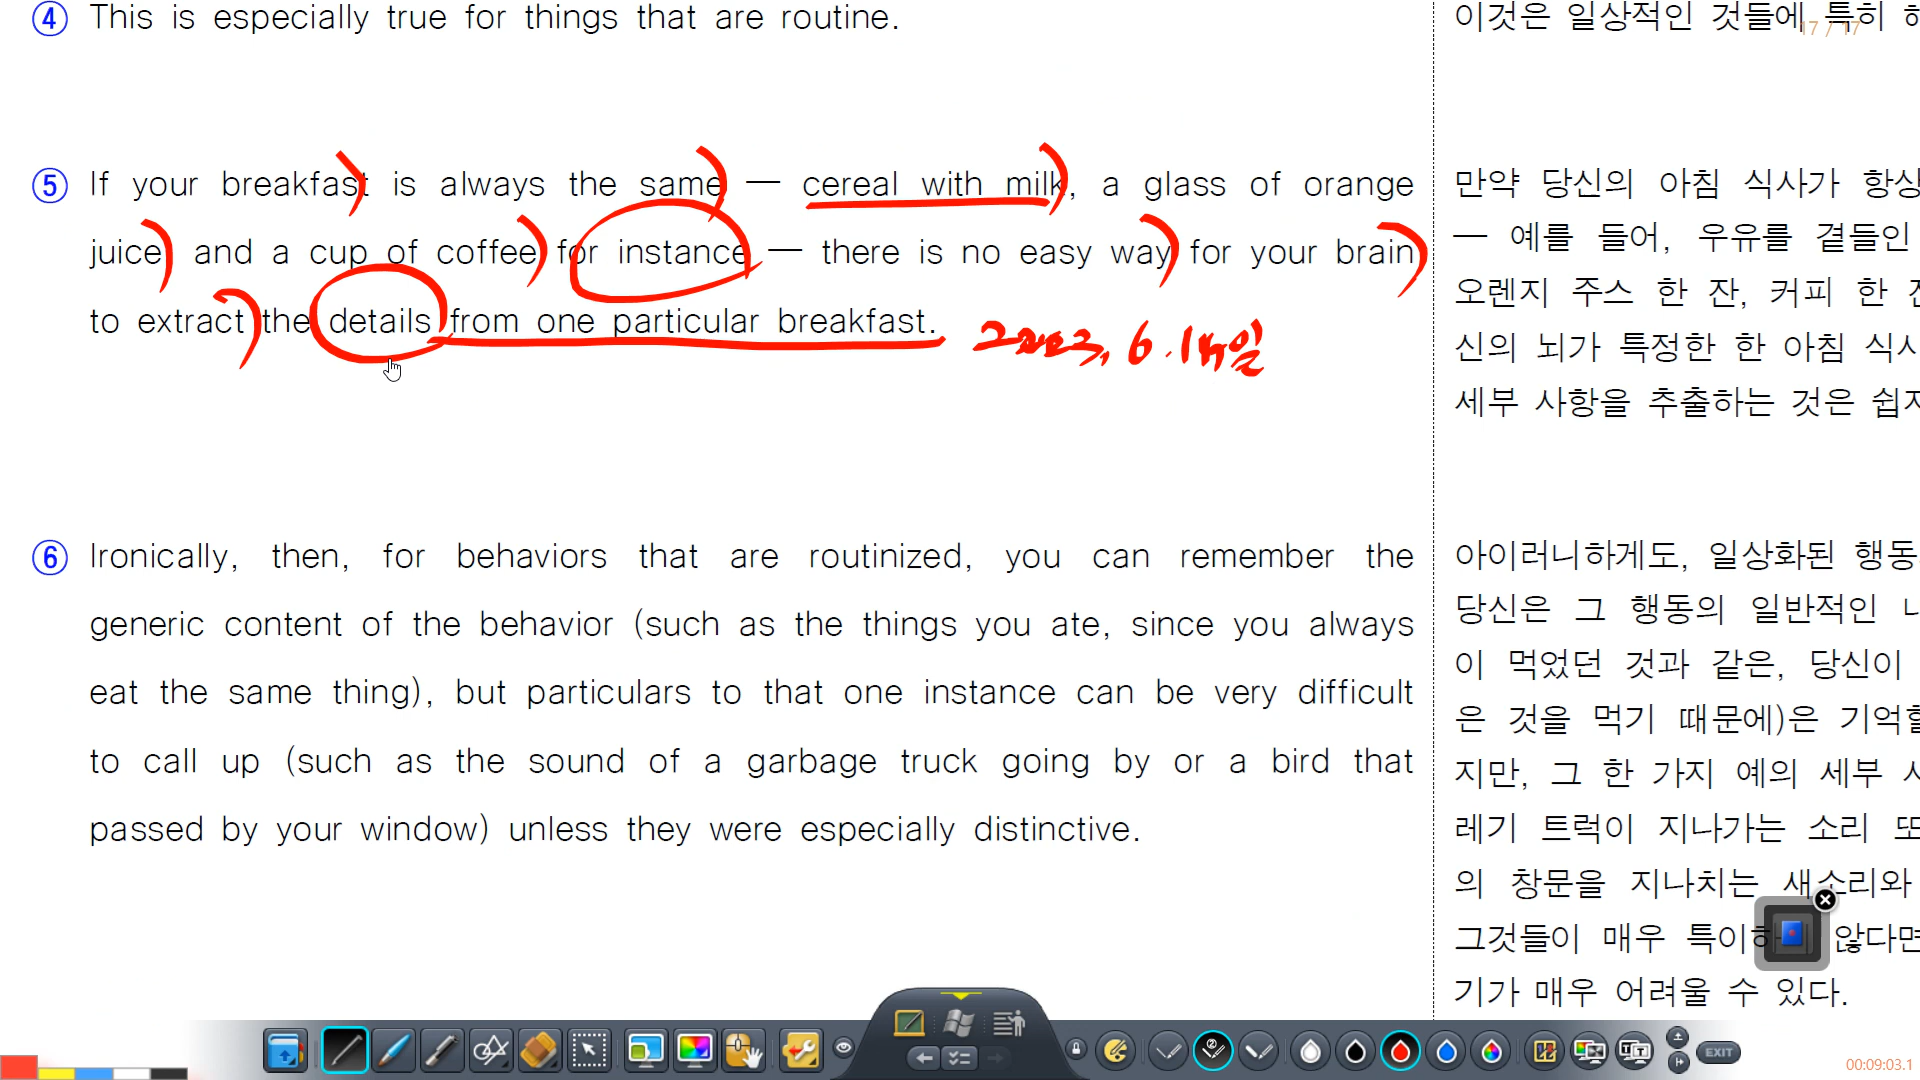 ④ This is especially true for things that are routine.
이것은 일상적인 것들에 특히
17 / 17
⑤ If your breakfast is always the same — cereal with milk, a glass of orange
juice, and a cup of coffee for instance — there is no easy way for your brain
to extract the details from one particular breakfast.
6.14일
만약 당신의 아침 식사가 항상
— 예를 들어, 우유를 곁들인
오렌지 주스 한 잔, 커피 한
신의 뇌가 특정한 한 아침 식사
세부 사항을 추출하는 것은 쉽지
⑥ Ironically, then, for behaviors that are routinized, you can remember the
generic content of the behavior (such as the things you ate, since you always
eat the same thing), but particulars to that one instance can be very difficult
to call up (such as the sound of a garbage truck going by or a bird that
passed by your window) unless they were especially distinctive.
아이러니하게도, 일상화된 행동
당신은 그 행동의 일반적인
이 먹었던 것과 같은, 당신이
은 것을 먹기 때문에)은 기억할
지만, 그 한 가지 예의 세부
레기 트럭이 지나가는 소리 또
의 창문을 지나치는 새소리와
그것들이 매우 않다면
기가 매우 어려울 수 있다.
EXIT
00:09:03.1